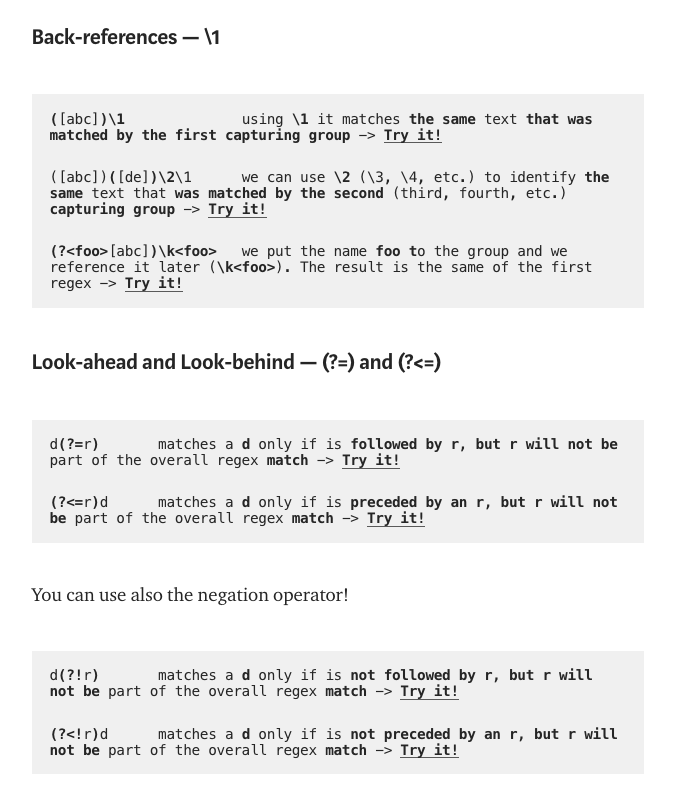 Back-references — \1
([abc])\1              using \1 it matches the same text that was
matched by the first capturing group —> Try it!
([abc])([de])\2\1      we can use \2 (\3, \4, etc.) to identify the
same text that was matched by the second (third, fourth, etc.)
capturing group —> Try it!
(?<foo>[abc])\k<foo>   we put the name foo to the group and we
reference it later (\k<foo>). The result is the same of the first
regex —> Try it!
Look-ahead and Look-behind — (?=) and (?<=)
d(?=r)       matches a d only if is followed by r, but r will not be
part of the overall regex match —> Try it!
(?<=r)d      matches a d only if is preceded by an r, but r will not
be part of the overall regex match —> Try it!
You can use also the negation operator!
d(?!r)       matches a d only if is not followed by r, but r will
not be part of the overall regex match —> Try it!
(?<!r)d      matches a d only if is not preceded by an r, but r will
not be part of the overall regex match —> Try it!